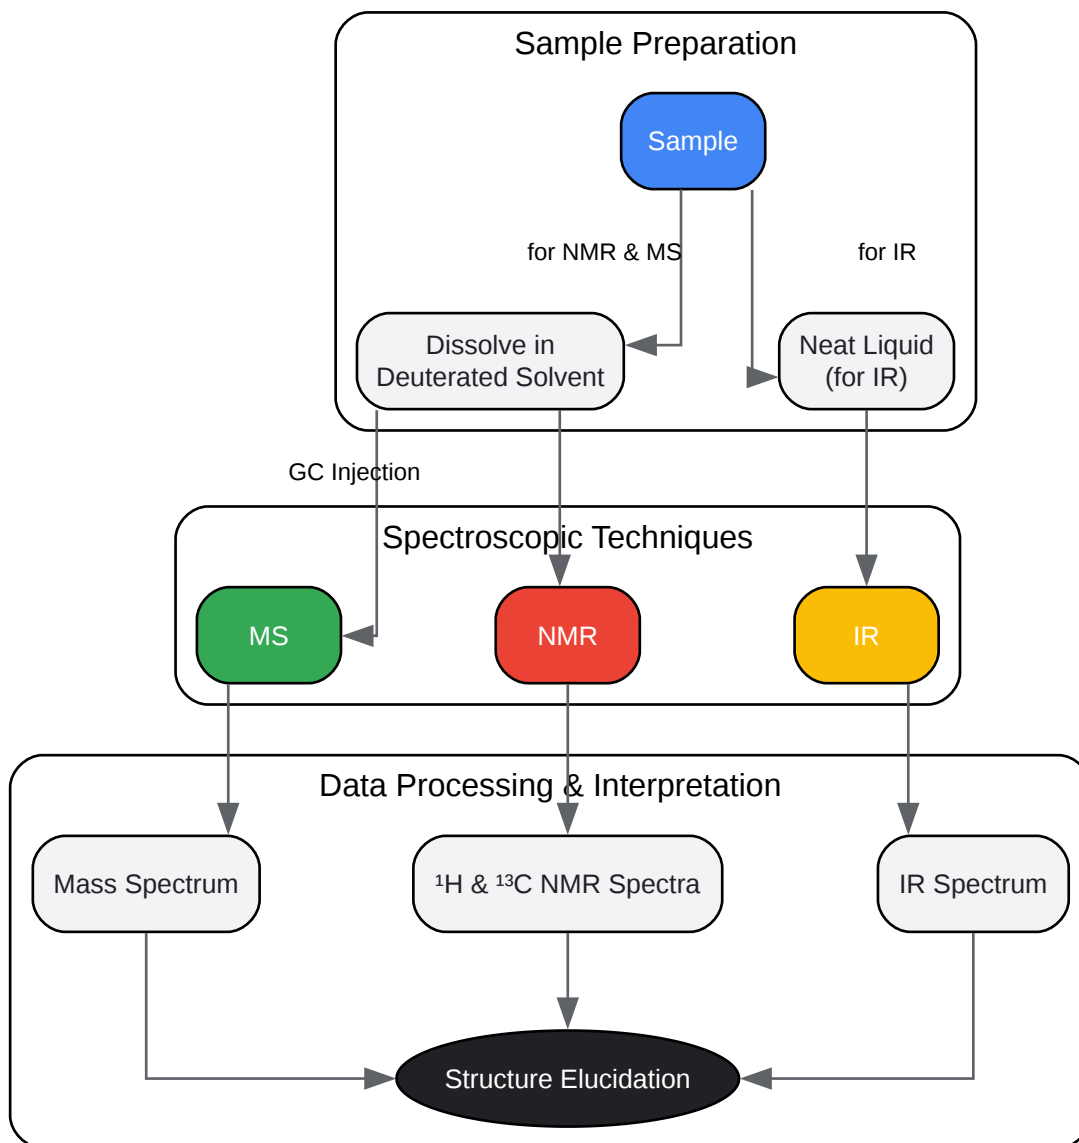 Sample Preparation
Sample
for NMR & MS
for IR
Dissolve in
Deuterated Solvent
Neat Liquid
(for IR)
GC Injection
Spectroscopic Techniques
MS
NMR
IR
Data Processing & Interpretation
Mass Spectrum
¹H & ¹³C NMR Spectra
IR Spectrum
Structure Elucidation